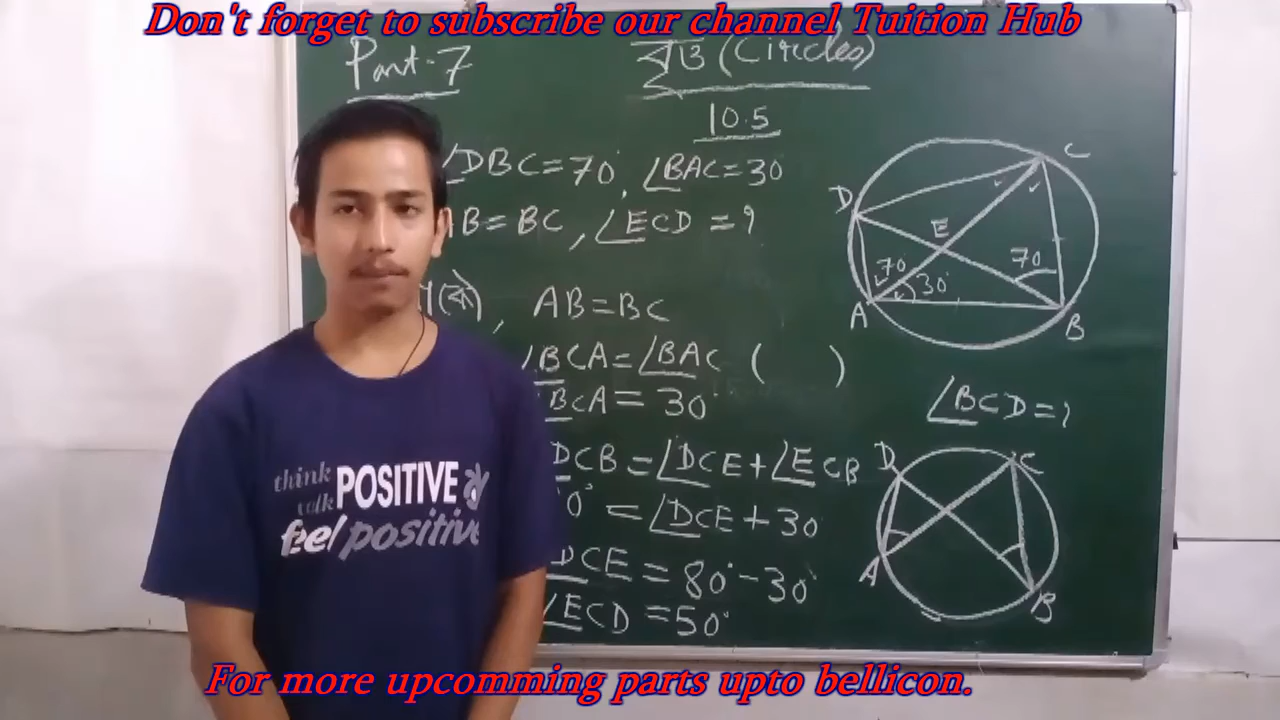 Don't forget to subscribe our channel Tuition Hub
Part-7
वृत्त (Circles)
10.5
∠DBC=70°, ∠BAC=30
B=BC, ∠ECD=?
AB=BC
∠BCA=∠BAC ( )
BCA=30°
DCB=∠DCE+∠ECB
0°=∠DCE+30
DCE=80°-30°
∠ECD=50°
C
D
E
70
70
30°
A
B
∠BCD=?
D
C
A
B
think
POSITIVE
talk
feel positive
For more upcomming parts upto bellicon.